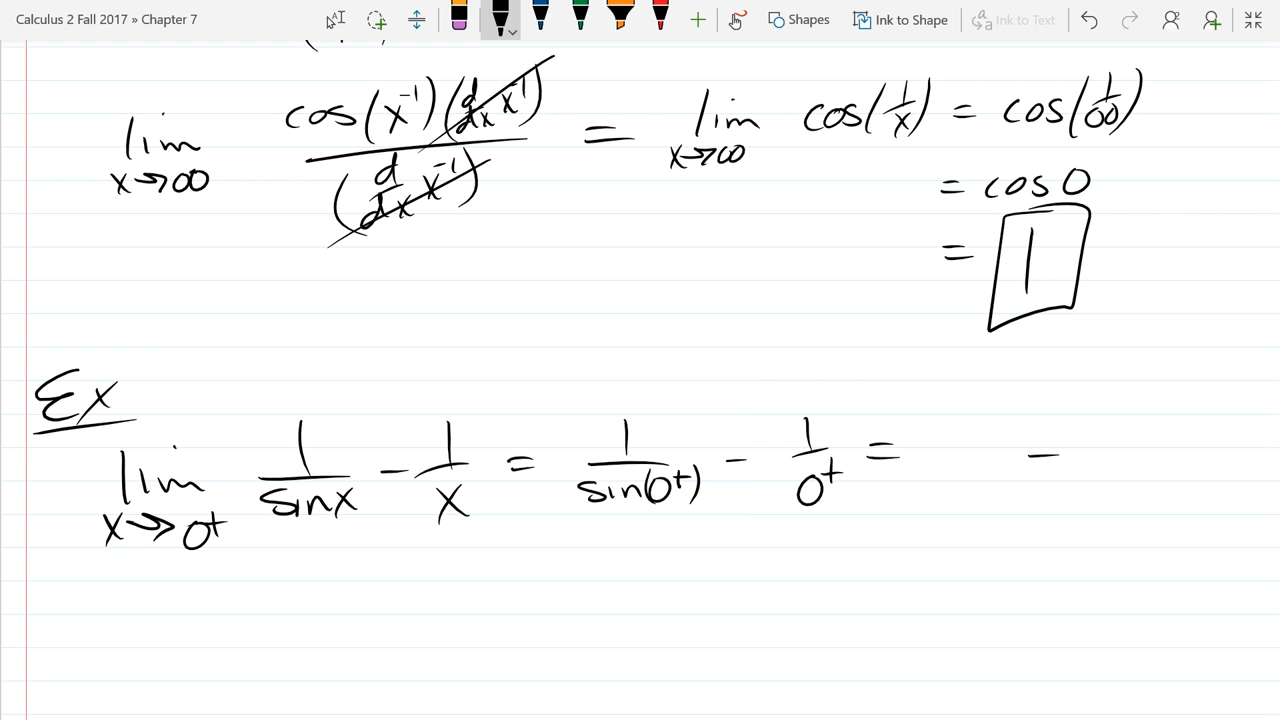 Calculus 2 Fall 2017 » Chapter 7
Shapes
Ink to Shape
Ink to Text
lim x→∞ cos(x⁻¹)(d/dx x⁻¹) / (d/dx x⁻¹) = lim x→∞ cos(1/x) = cos(1/∞)
= cos 0
= 1
Ex
lim x→0⁺ 1/sinx - 1/x = 1/sin(0⁺) - 1/0⁺ = -